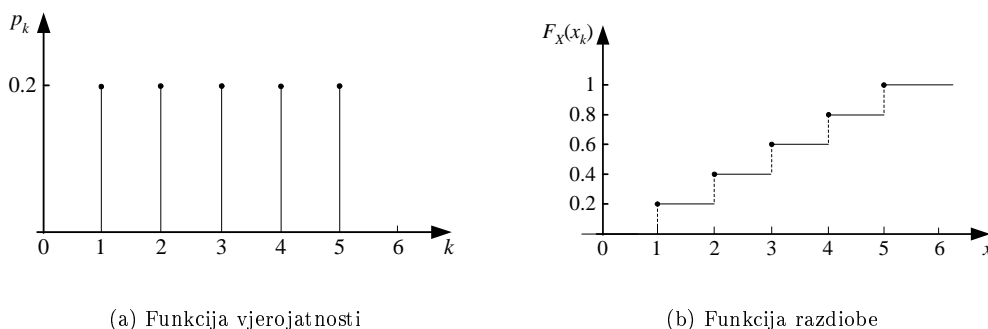 p_k
0.2
0 1 2 3 4 5 6 k
(a) Funkcija vjerojatnosti
F_X(x_k)
1
0.8
0.6
0.4
0.2
0 1 2 3 4 5 6 x
(b) Funkcija razdiobe